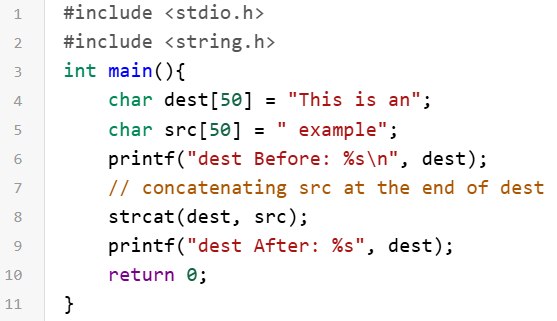 1 #include <stdio.h>
2 #include <string.h>
3 int main(){
4     char dest[50] = "This is an";
5     char src[50] = " example";
6     printf("dest Before: %s\n", dest);
7     // concatenating src at the end of dest
8     strcat(dest, src);
9     printf("dest After: %s", dest);
10     return 0;
11 }